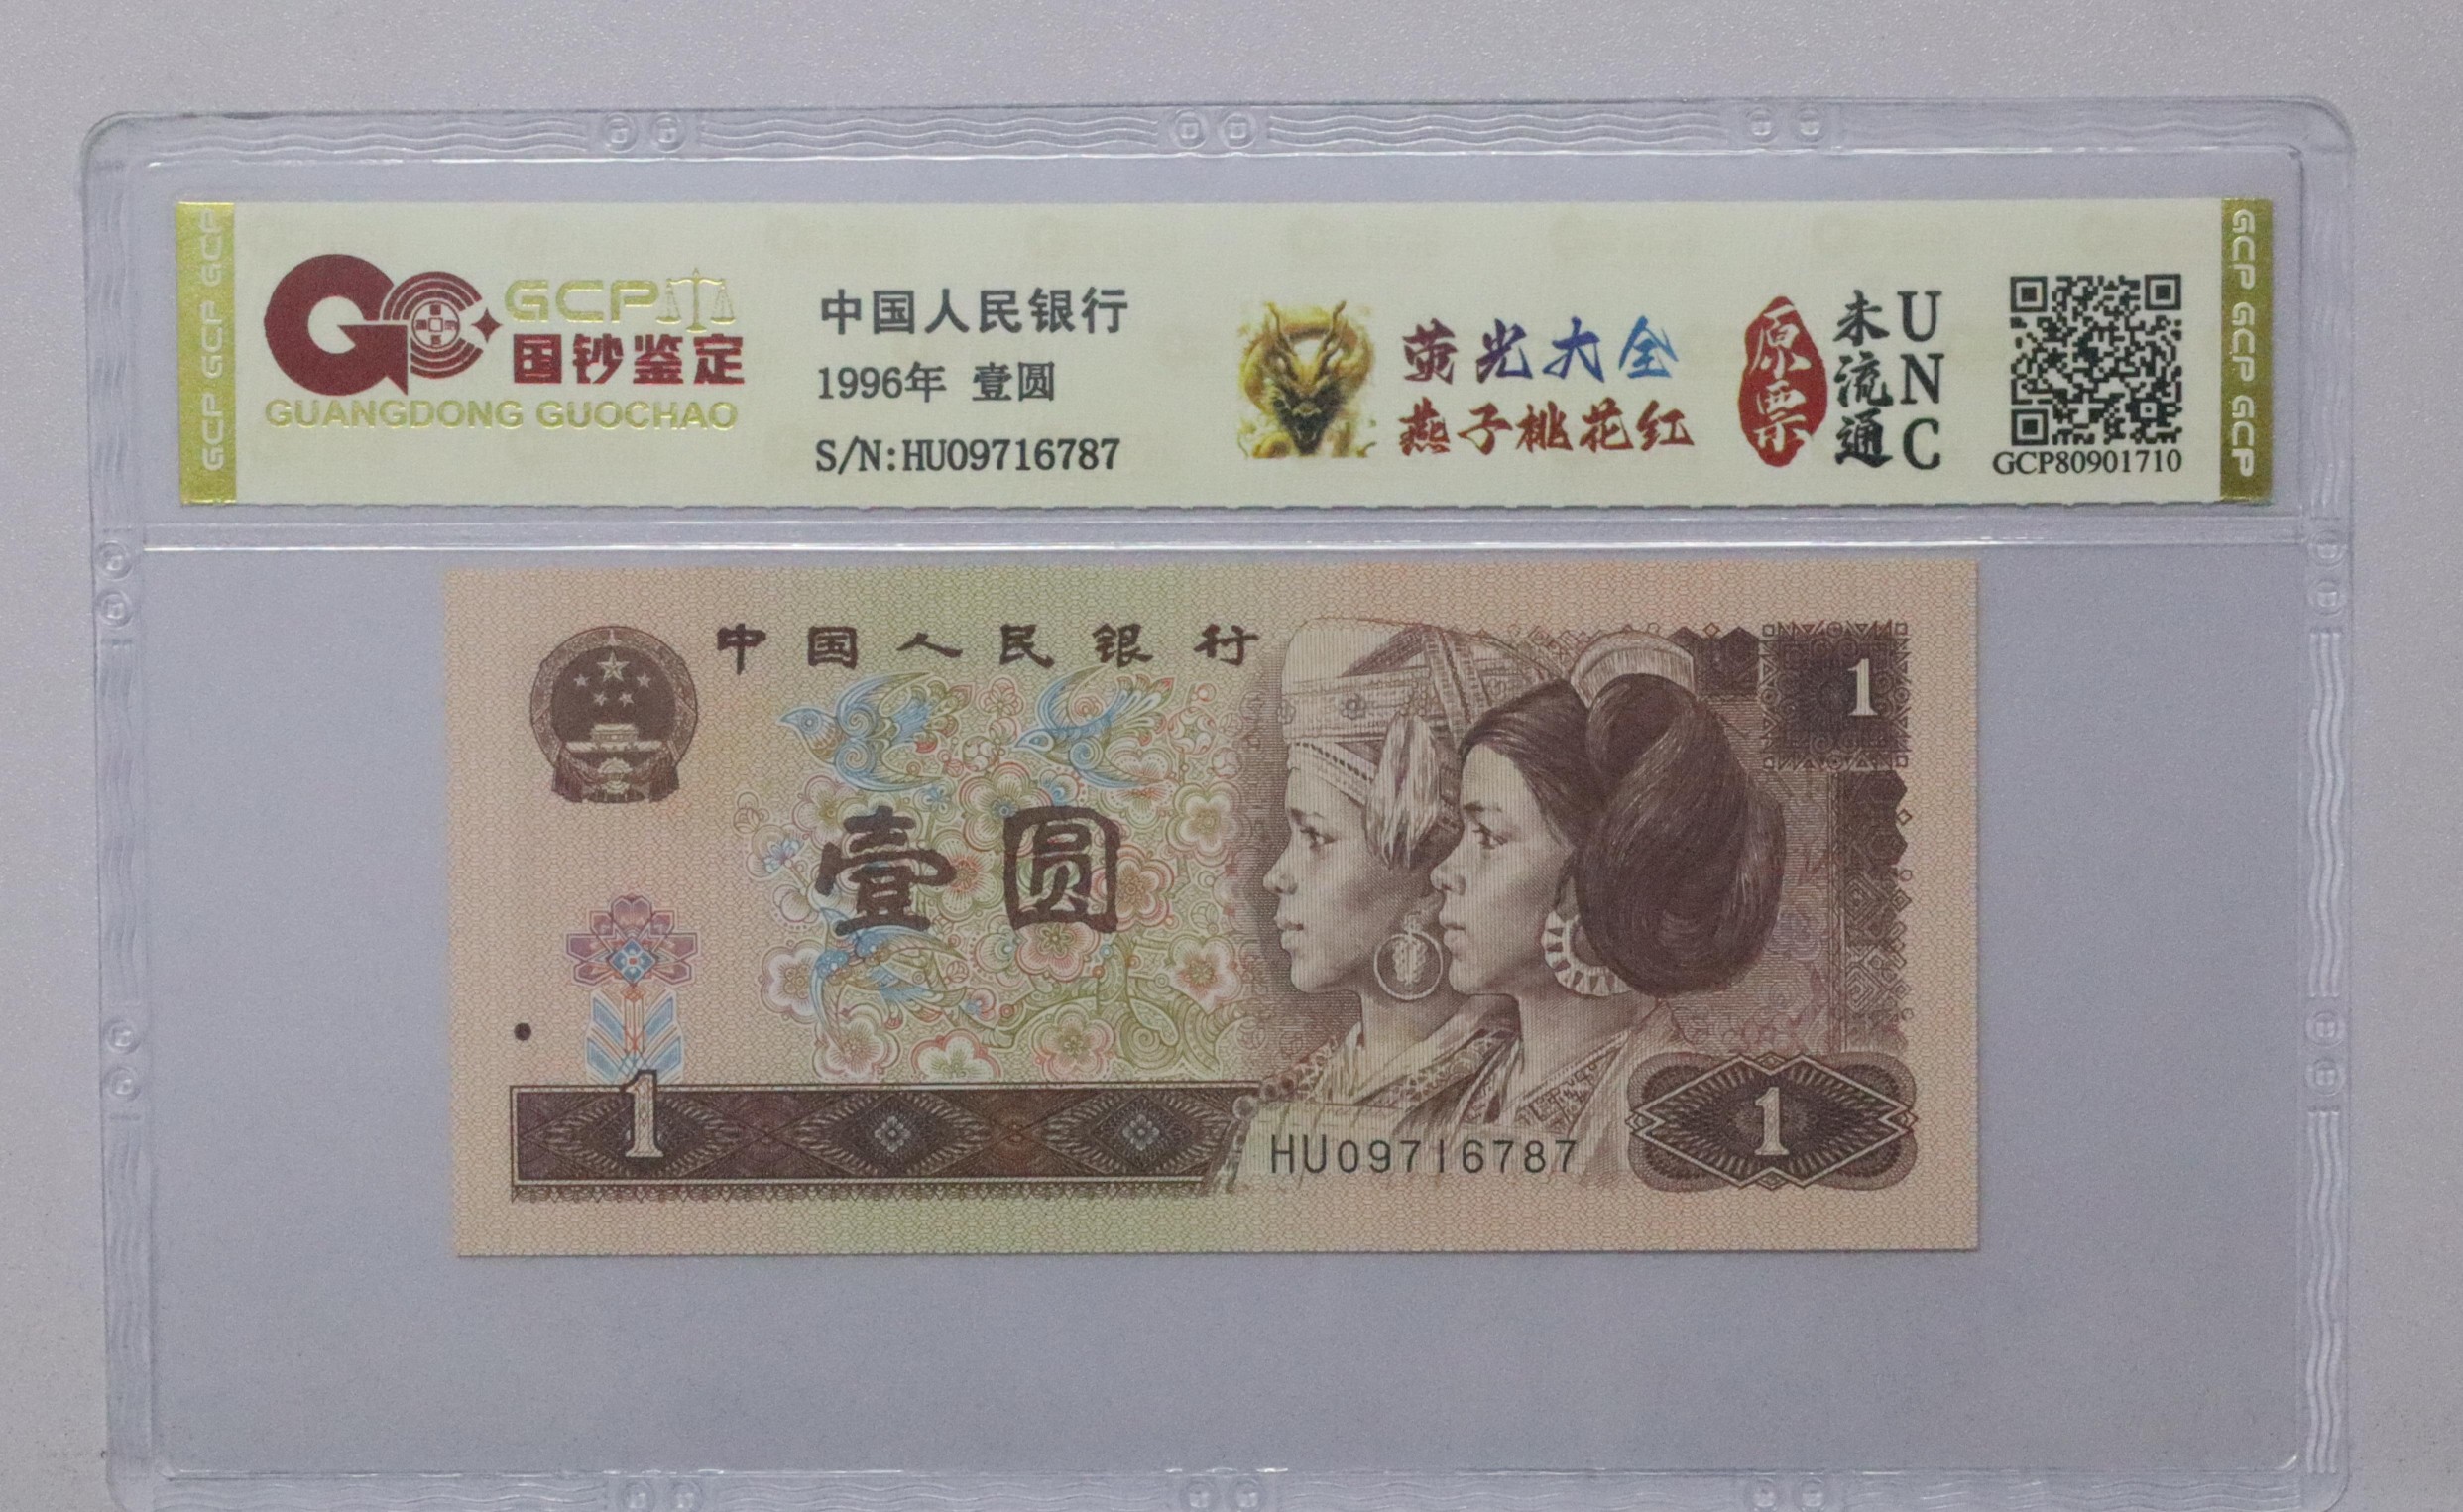 GCP GCP GCP
GCP
国钞鉴定
GUANGDONG GUOCHAO
中国人民银行
1996年 壹圆
S/N:HU09716787
荧光大全
燕子桃花红
原票
未流通
UNC
GCP80901710
GCP GCP GCP
中国人民银行
1
壹圆
1
HU09716787
1